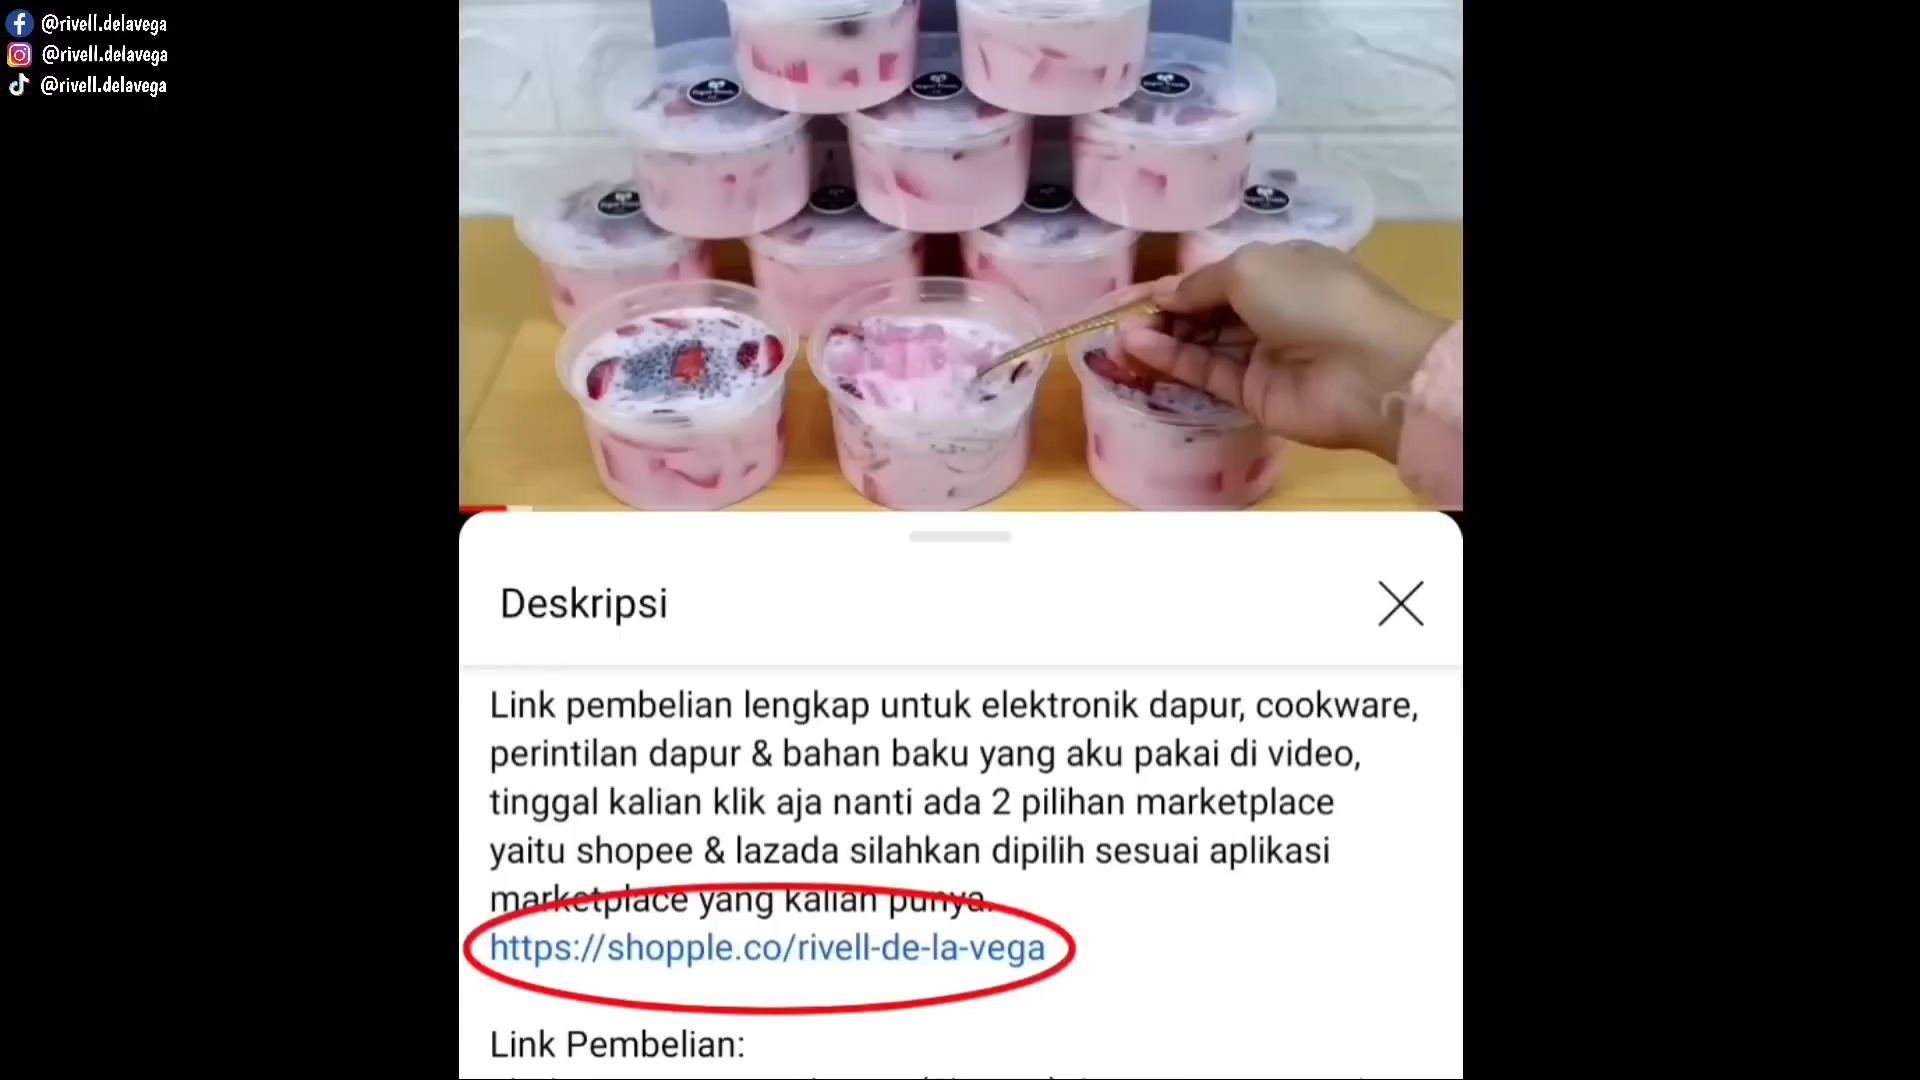 @rivell.delavega
@rivell.delavega
@rivell.delavega
Deskripsi
Link pembelian lengkap untuk elektronik dapur, cookware,
perintilan dapur & bahan baku yang aku pakai di video,
tinggal kalian klik aja nanti ada 2 pilihan marketplace
yaitu shopee & lazada silahkan dipilih sesuai aplikasi
marketplace yang kalian punya.
https://shopple.co/rivell-de-la-vega
Link Pembelian: